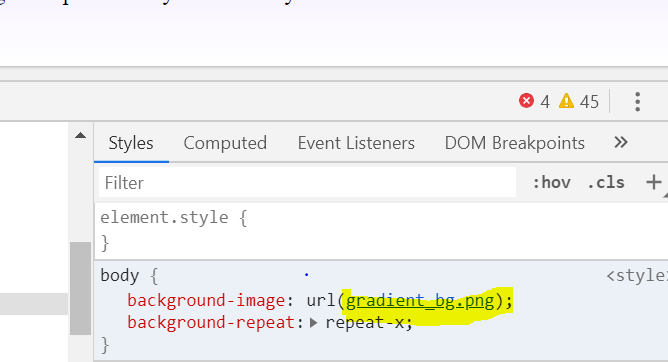 4 45
Styles Computed Event Listeners DOM Breakpoints »
Filter :hov .cls +
element.style {
}
body { <style>
background-image: url(gradient_bg.png);
background-repeat: repeat-x;
}